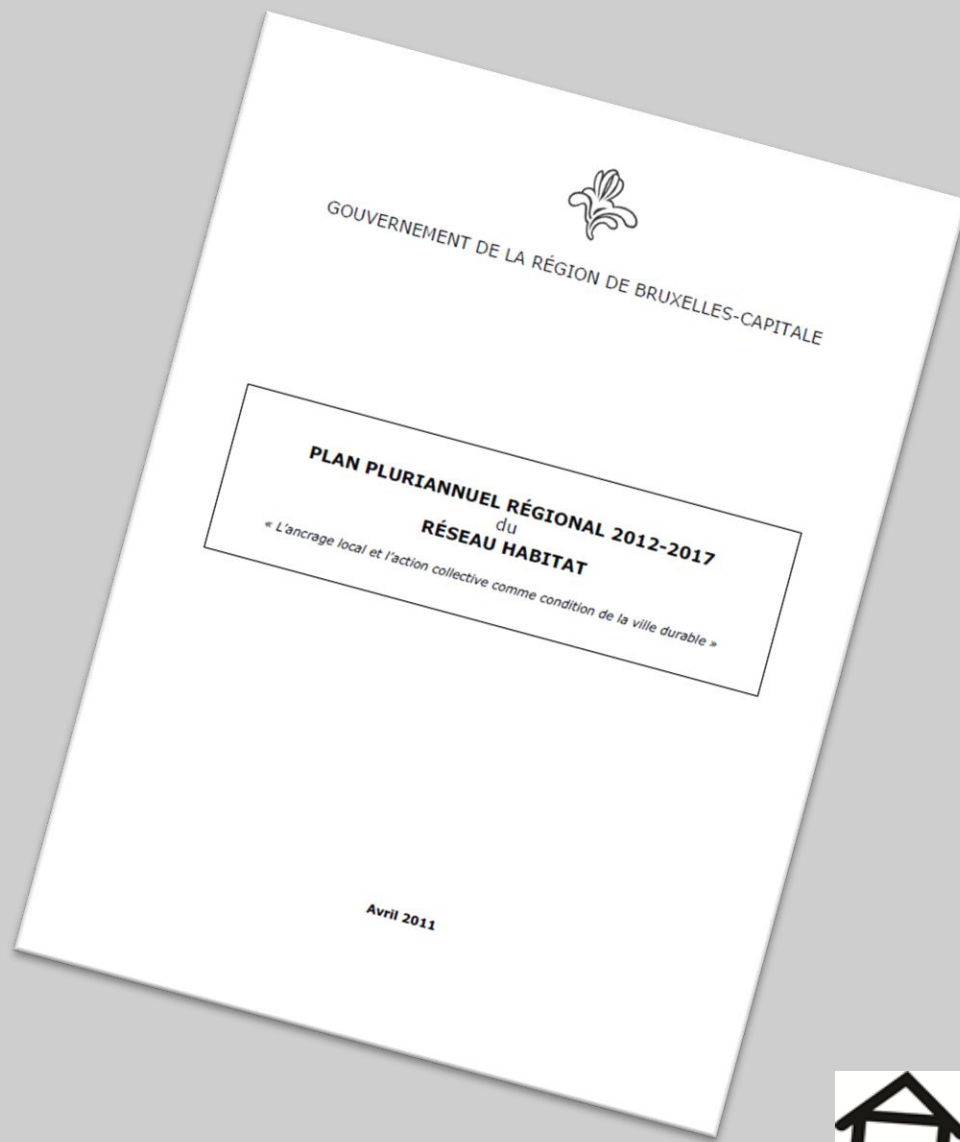 GOUVERNEMENT DE LA RÉGION DE BRUXELLES-CAPITALE
PLAN PLURIANNUEL RÉGIONAL 2012-2017
du
RÉSEAU HABITAT
« L'ancrage local et l'action collective comme condition de la ville durable »
Avril 2011